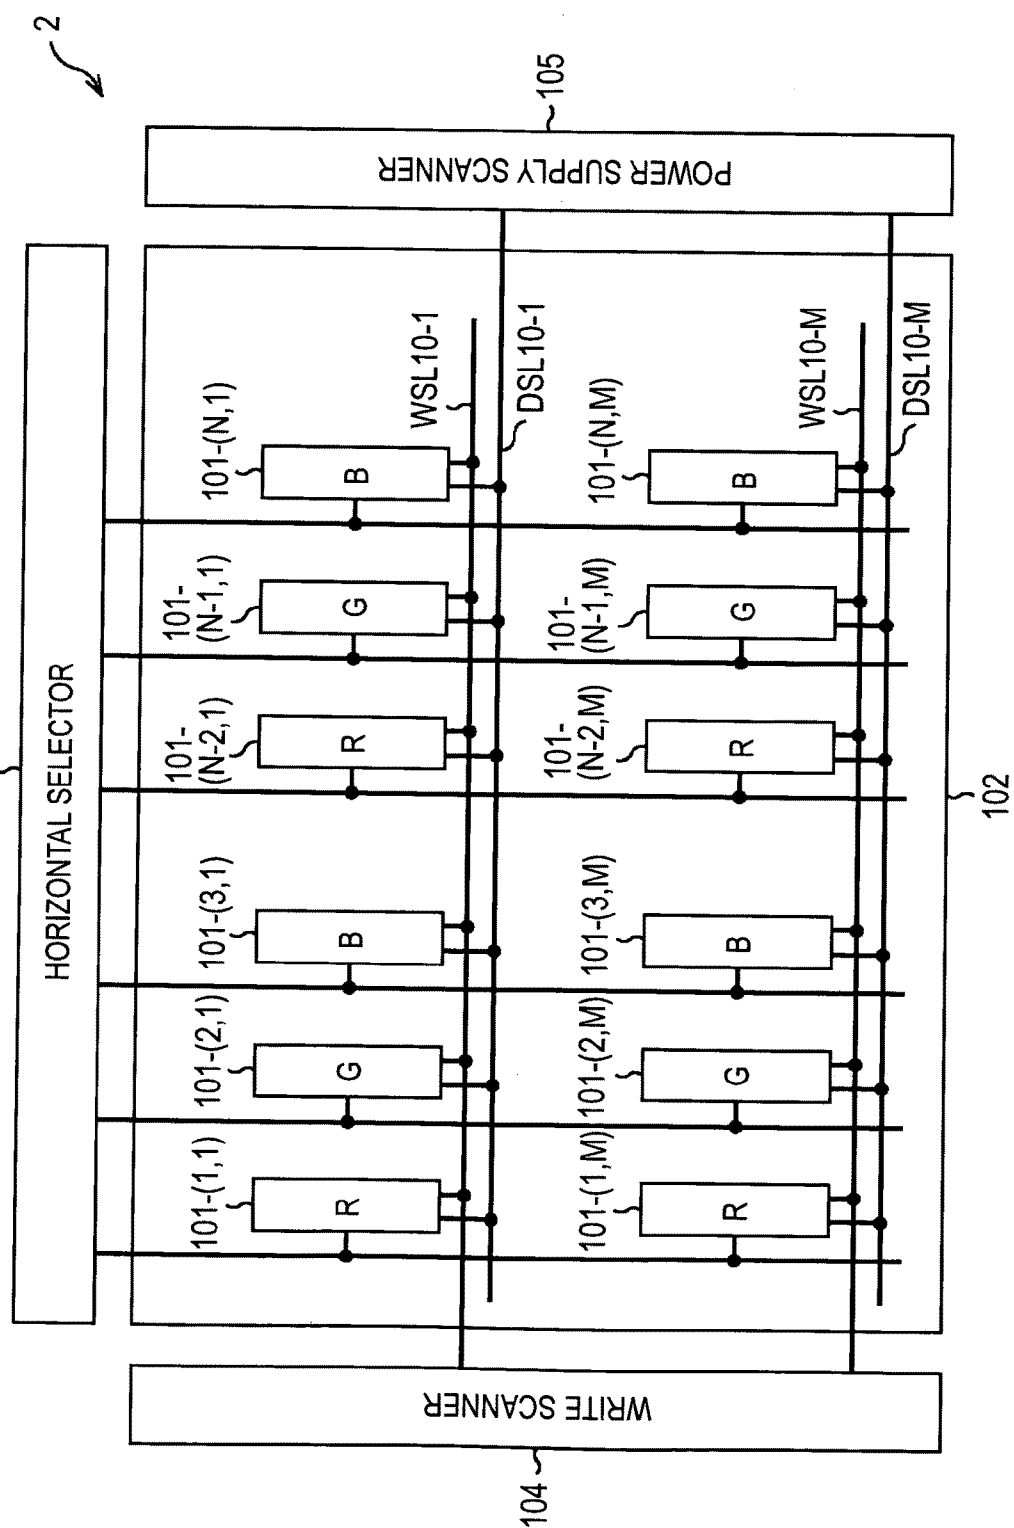 2
HORIZONTAL SELECTOR
105
POWER SUPPLY SCANNER
WRITE SCANNER
104
102
101-(1,1)
R
101-(2,1)
G
101-(3,1)
B
101-
(N-2,1)
R
101-
(N-1,1)
G
101-(N,1)
B
WSL10-1
DSL10-1
101-(1,M)
R
101-(2,M)
G
101-(3,M)
B
101-
(N-2,M)
R
101-
(N-1,M)
G
101-(N,M)
B
WSL10-M
DSL10-M